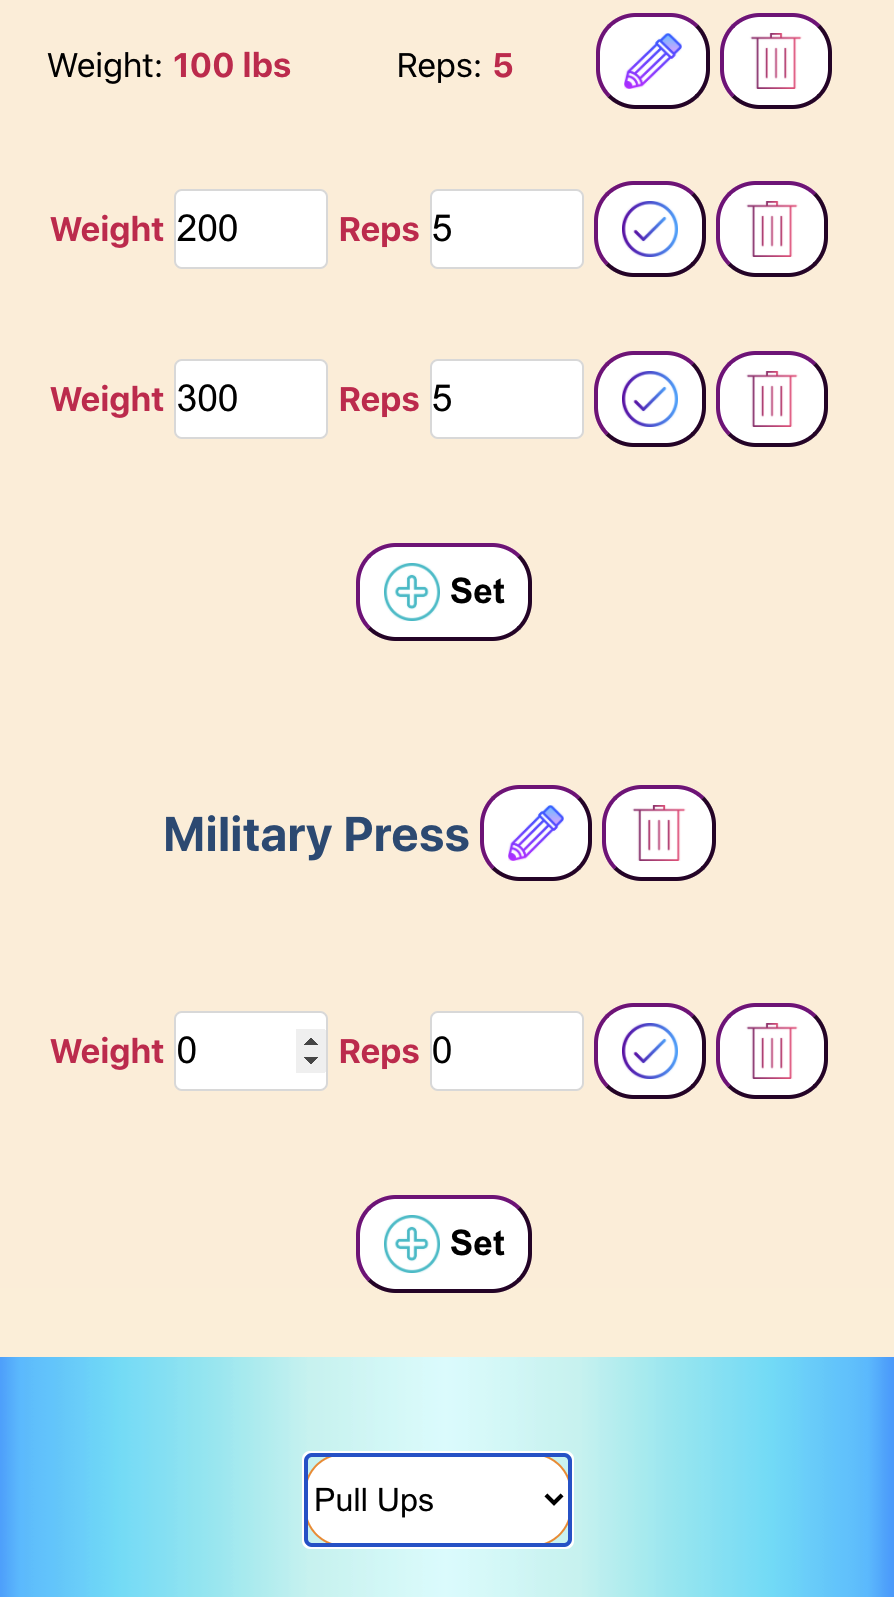 Weight: 100 lbs Reps: 5
Weight 200 Reps 5
Weight 300 Reps 5
Set
Military Press
Weight 0 Reps 0
Set
Pull Ups